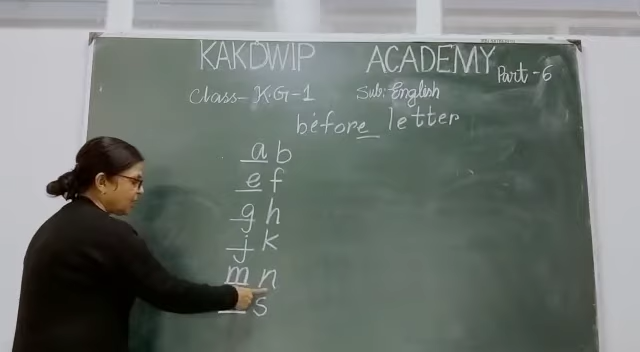 KAKDWIP ACADEMY Part-6
Class-K.G-1 Sub: English
before letter
a b
e f
g h
j k
m n
_ s